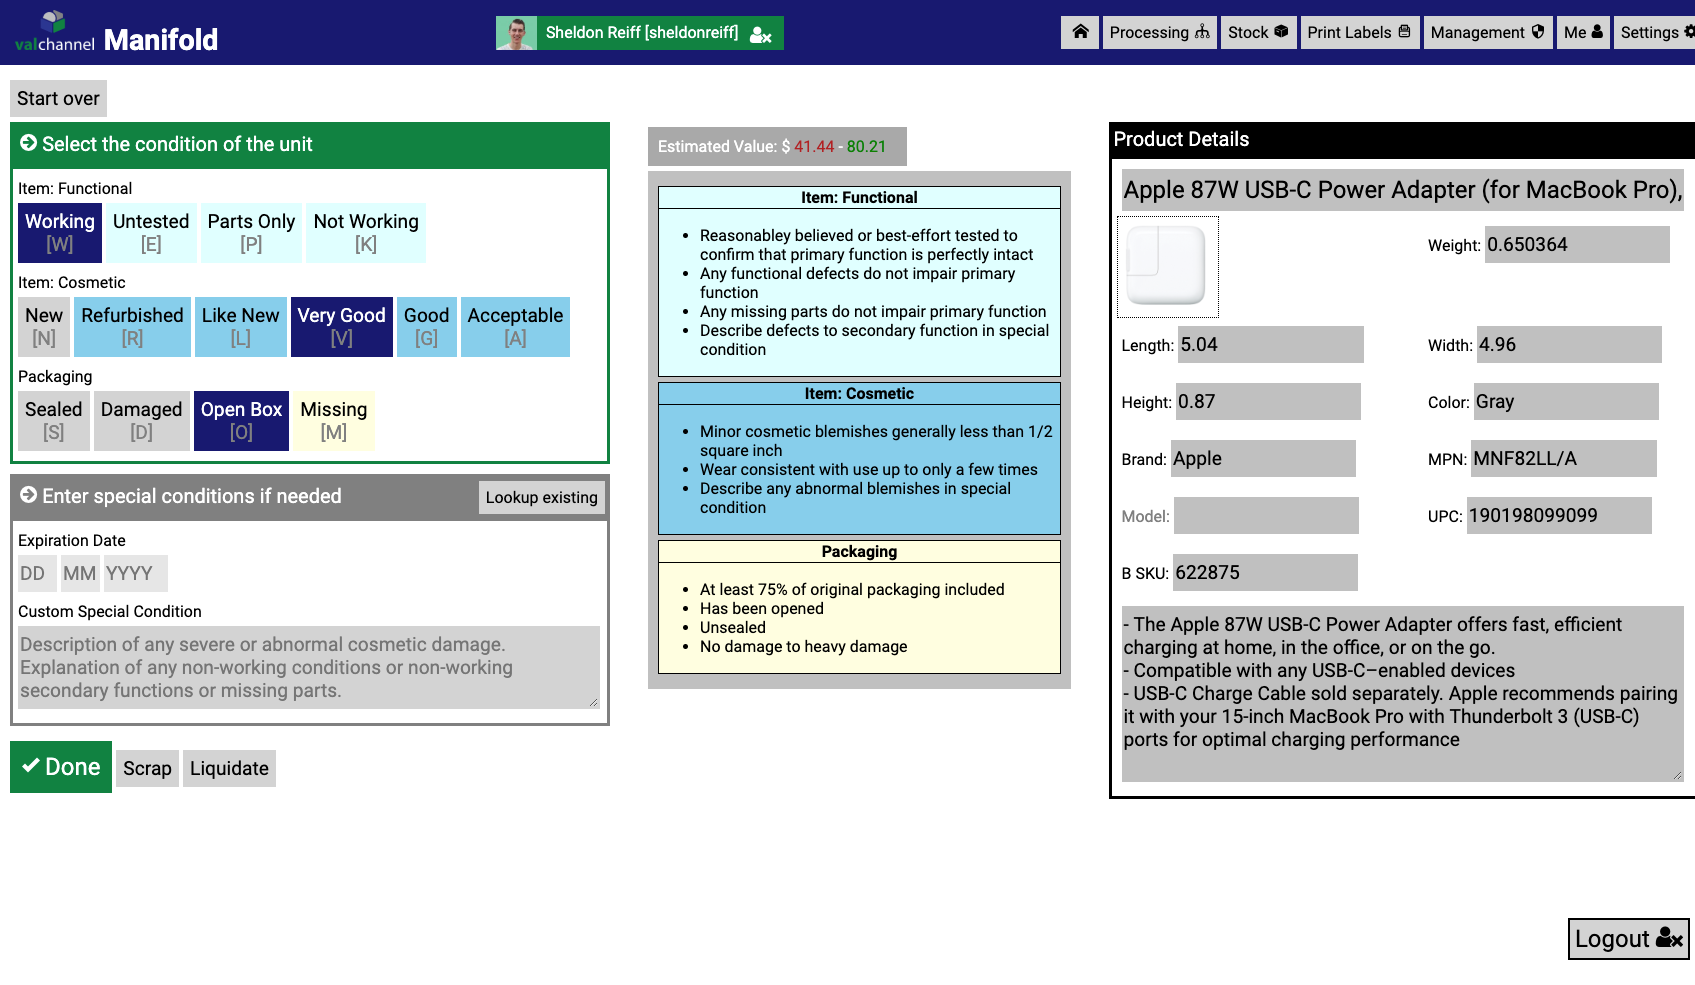 valchannel Manifold
Sheldon Reiff [sheldonreiff]
Processing
Stock
Print Labels
Management
Me
Settings
Start over
Select the condition of the unit
Item: Functional
Working [W]
Untested [E]
Parts Only [P]
Not Working [K]
Item: Cosmetic
New [N]
Refurbished [R]
Like New [L]
Very Good [V]
Good [G]
Acceptable [A]
Packaging
Sealed [S]
Damaged [D]
Open Box [O]
Missing [M]
Enter special conditions if needed
Lookup existing
Expiration Date
DD MM YYYY
Custom Special Condition
Description of any severe or abnormal cosmetic damage.
Explanation of any non-working conditions or non-working
secondary functions or missing parts.
Done
Scrap
Liquidate
Estimated Value: $ 41.44 - 80.21
Item: Functional
• Reasonabley believed or best-effort tested to
confirm that primary function is perfectly intact
• Any functional defects do not impair primary
function
• Any missing parts do not impair primary function
• Describe defects to secondary function in special
condition
Item: Cosmetic
• Minor cosmetic blemishes generally less than 1/2
square inch
• Wear consistent with use up to only a few times
• Describe any abnormal blemishes in special
condition
Packaging
• At least 75% of original packaging included
• Has been opened
• Unsealed
• No damage to heavy damage
Product Details
Apple 87W USB-C Power Adapter (for MacBook Pro),
Weight: 0.650364
Length: 5.04
Width: 4.96
Height: 0.87
Color: Gray
Brand: Apple
MPN: MNF82LL/A
Model:
UPC: 190198099099
B SKU: 622875
- The Apple 87W USB-C Power Adapter offers fast, efficient
charging at home, in the office, or on the go.
- Compatible with any USB-C–enabled devices
- USB-C Charge Cable sold separately. Apple recommends pairing
it with your 15-inch MacBook Pro with Thunderbolt 3 (USB-C)
ports for optimal charging performance
Logout